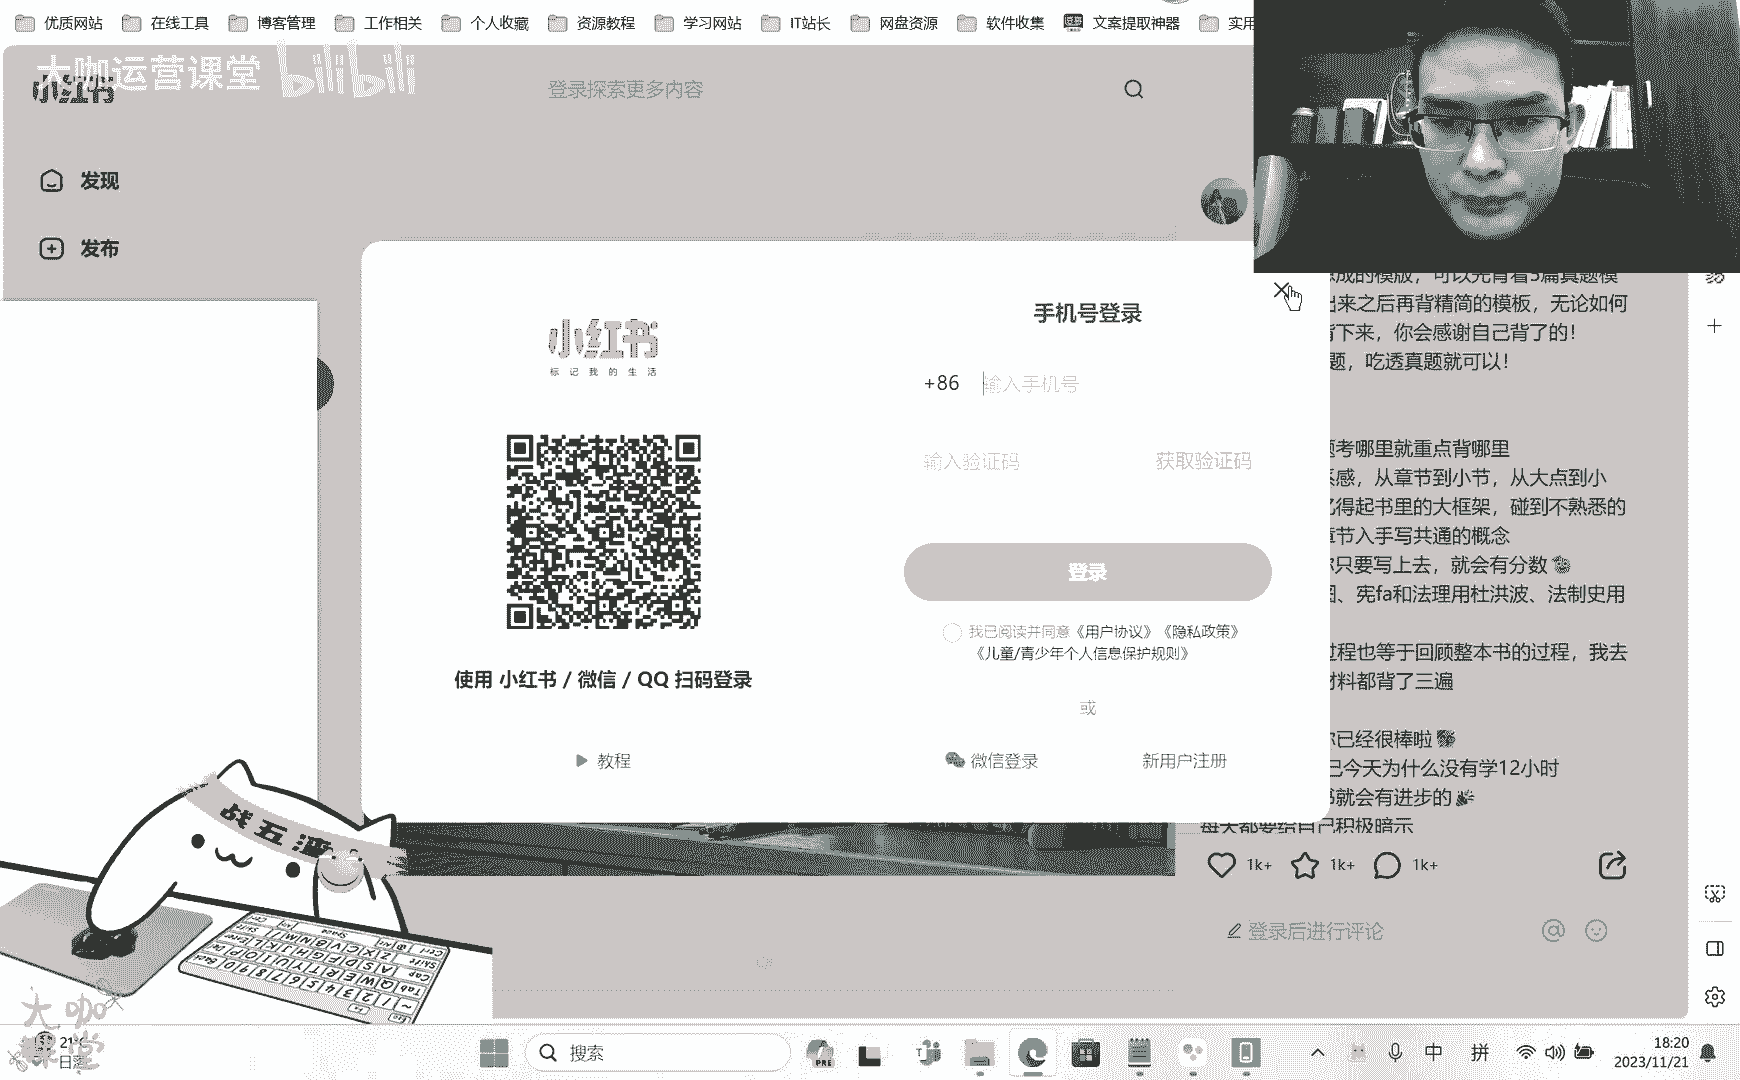 优质网站 在线工具 博客管理 工作相关 个人收藏 资源教程 学习网站 IT站长 网盘资源 软件收集 文案提取神器 实用
大咖运营课堂 bilibili
小红书
登录探索更多内容
发现
发布
手机号登录
小红书
标记我的生活
+86 输入手机号
输入验证码 获取验证码
登录
我已阅读并同意《用户协议》《隐私政策》
《儿童/青少年个人信息保护规则》
使用 小红书 / 微信 / QQ 扫码登录
或
教程
微信登录 新用户注册
成的模版，可以先背着5篇真题模
出来之后再背精简的模板，无论如何
背下来，你会感谢自己背了的！
题，吃透真题就可以！
考哪里就重点背哪里
系感，从章节到小节，从大点到小
记得起书里的大框架，碰到不熟悉的
章节入手写共通的概念
你只要写上去，就会有分数
、宪fa和法理用杜洪波、法制史用
过程也等于回顾整本书的过程，我去
材料都背了三遍
你已经很棒啦
己今天为什么没有学12小时
书就会有进步的
每天都要给自己积极暗示
1k+ 1k+ 1k+
登录后进行评论
战五渣
大咖
课堂
21°
搜索
PRE
中 拼
18:20
2023/11/21